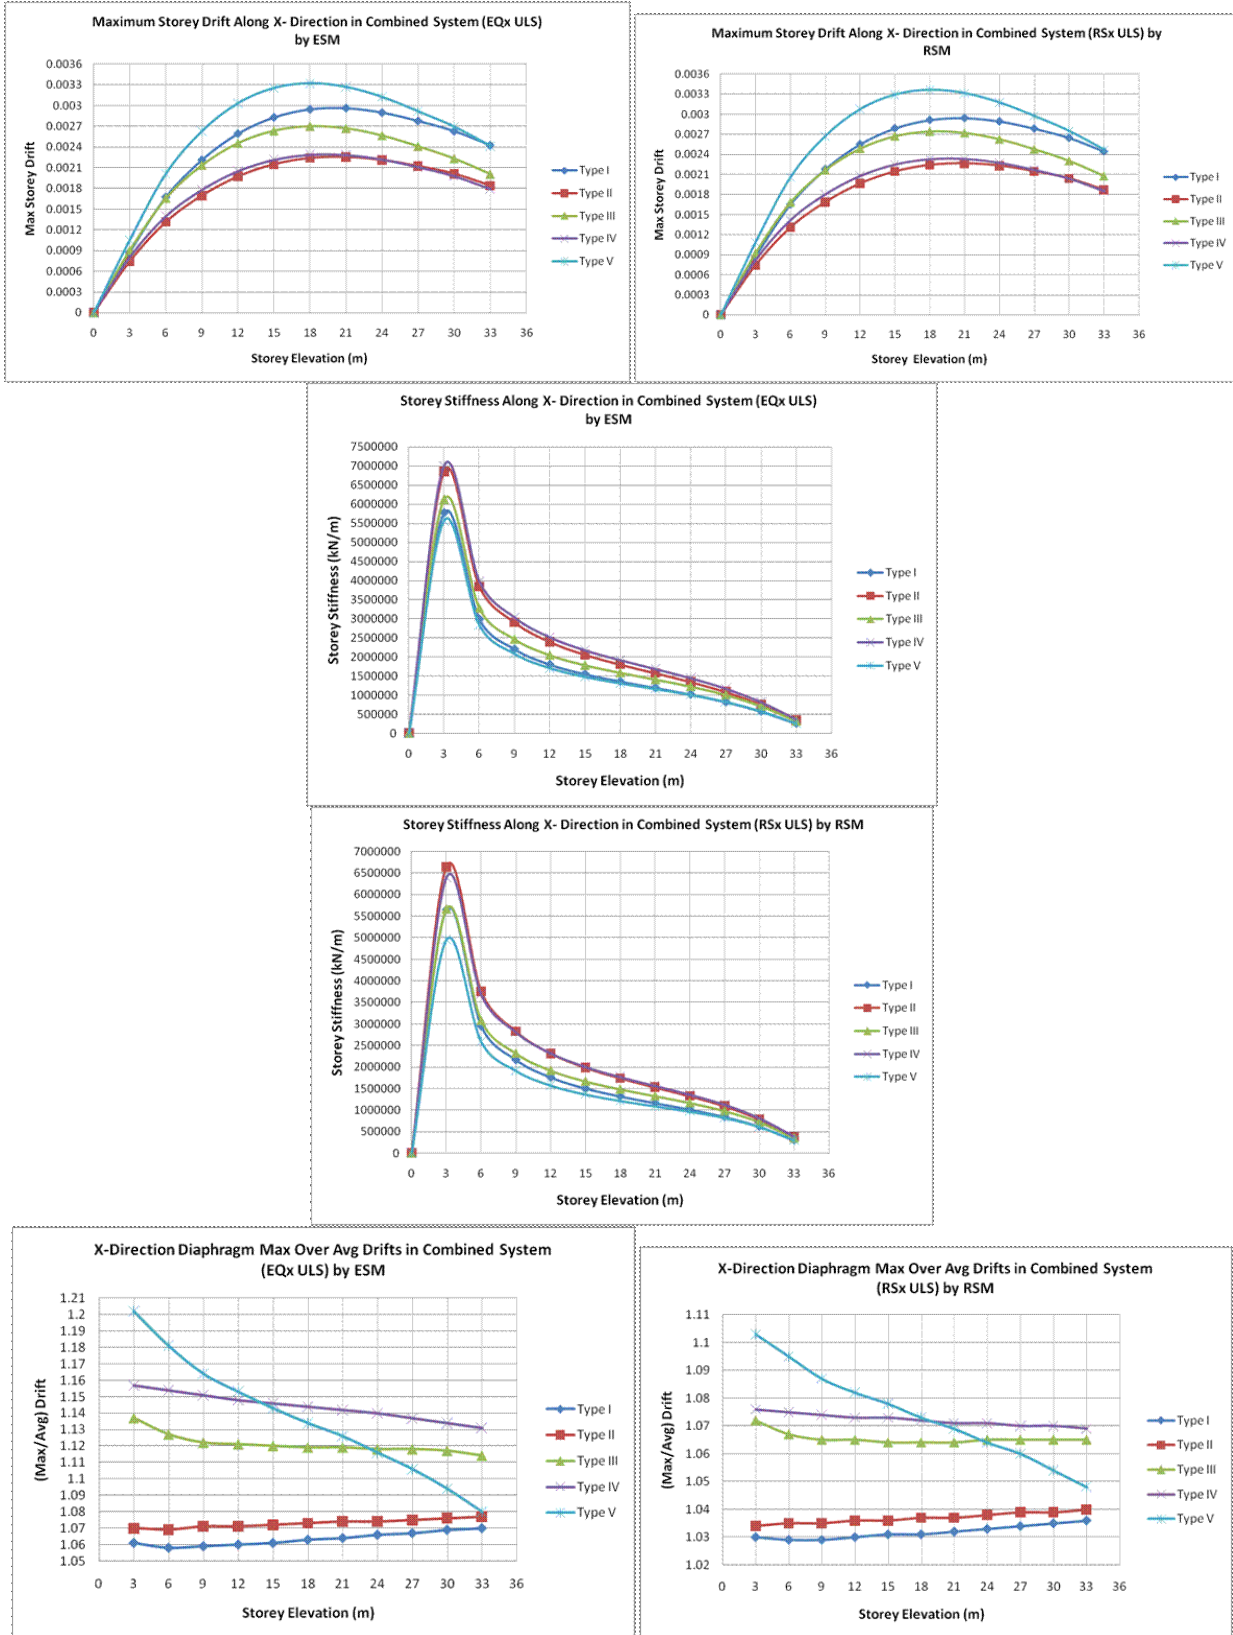 Maximum Storey Drift Along X- Direction in Combined System (EQx ULS)
by ESM
Max Storey Drift
0.0036
0.0033
0.003
0.0027
0.0024
0.0021
0.0018
0.0015
0.0012
0.0009
0.0006
0.0003
0
0 3 6 9 12 15 18 21 24 27 30 33 36
Storey Elevation (m)
Type I
Type II
Type III
Type IV
Type V
Maximum Storey Drift Along X- Direction in Combined System (RSx ULS) by
RSM
Max Storey Drift
0.0036
0.0033
0.003
0.0027
0.0024
0.0021
0.0018
0.0015
0.0012
0.0009
0.0006
0.0003
0
0 3 6 9 12 15 18 21 24 27 30 33 36
Storey Elevation (m)
Type I
Type II
Type III
Type IV
Type V
Storey Stiffness Along X- Direction in Combined System (EQx ULS)
by ESM
Storey Stiffness (kN/m)
7500000
7000000
6500000
6000000
5500000
5000000
4500000
4000000
3500000
3000000
2500000
2000000
1500000
1000000
500000
0
0 3 6 9 12 15 18 21 24 27 30 33 36
Storey Elevation (m)
Type I
Type II
Type III
Type IV
Type V
Storey Stiffness Along X- Direction in Combined System (RSx ULS) by RSM
Storey Stiffness (kN/m)
7000000
6500000
6000000
5500000
5000000
4500000
4000000
3500000
3000000
2500000
2000000
1500000
1000000
500000
0
0 3 6 9 12 15 18 21 24 27 30 33 36
Storey Elevation (m)
Type I
Type II
Type III
Type IV
Type V
X-Direction Diaphragm Max Over Avg Drifts in Combined System
(EQx ULS) by ESM
(Max/Avg) Drift
1.21
1.2
1.19
1.18
1.17
1.16
1.15
1.14
1.13
1.12
1.11
1.1
1.09
1.08
1.07
1.06
1.05
0 3 6 9 12 15 18 21 24 27 30 33 36
Storey Elevation (m)
Type I
Type II
Type III
Type IV
Type V
X-Direction Diaphragm Max Over Avg Drifts in Combined System
(RSx ULS) by RSM
(Max/Avg) Drift
1.11
1.1
1.09
1.08
1.07
1.06
1.05
1.04
1.03
1.02
0 3 6 9 12 15 18 21 24 27 30 33 36
Storey Elevation (m)
Type I
Type II
Type III
Type IV
Type V